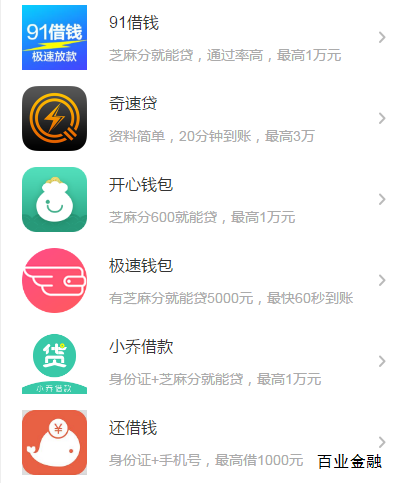 91借钱
极速放款
91借钱
芝麻分就能贷，通过率高，最高1万元
奇速贷
资料简单，20分钟到账，最高3万
开心钱包
芝麻分600就能贷，最高1万元
极速钱包
有芝麻分就能贷5000元，最快60秒到账
贷
小乔借款
小乔借款
身份证+芝麻分就能贷，最高1万元
¥
还借钱
身份证+手机号，最高借1000元
百业金融